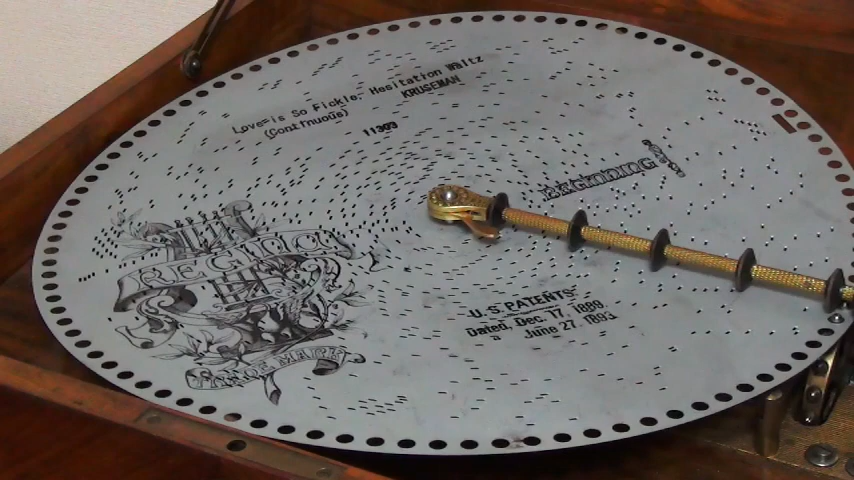 Love=is So Fickle, Hesitation Waltz
(Continuous) KRUSEMAN
11303
BEGINNING
REGINA
TRADE MARK
U.S. PATENTS
Dated, Dec. 17, 1889
" June 27, 1893